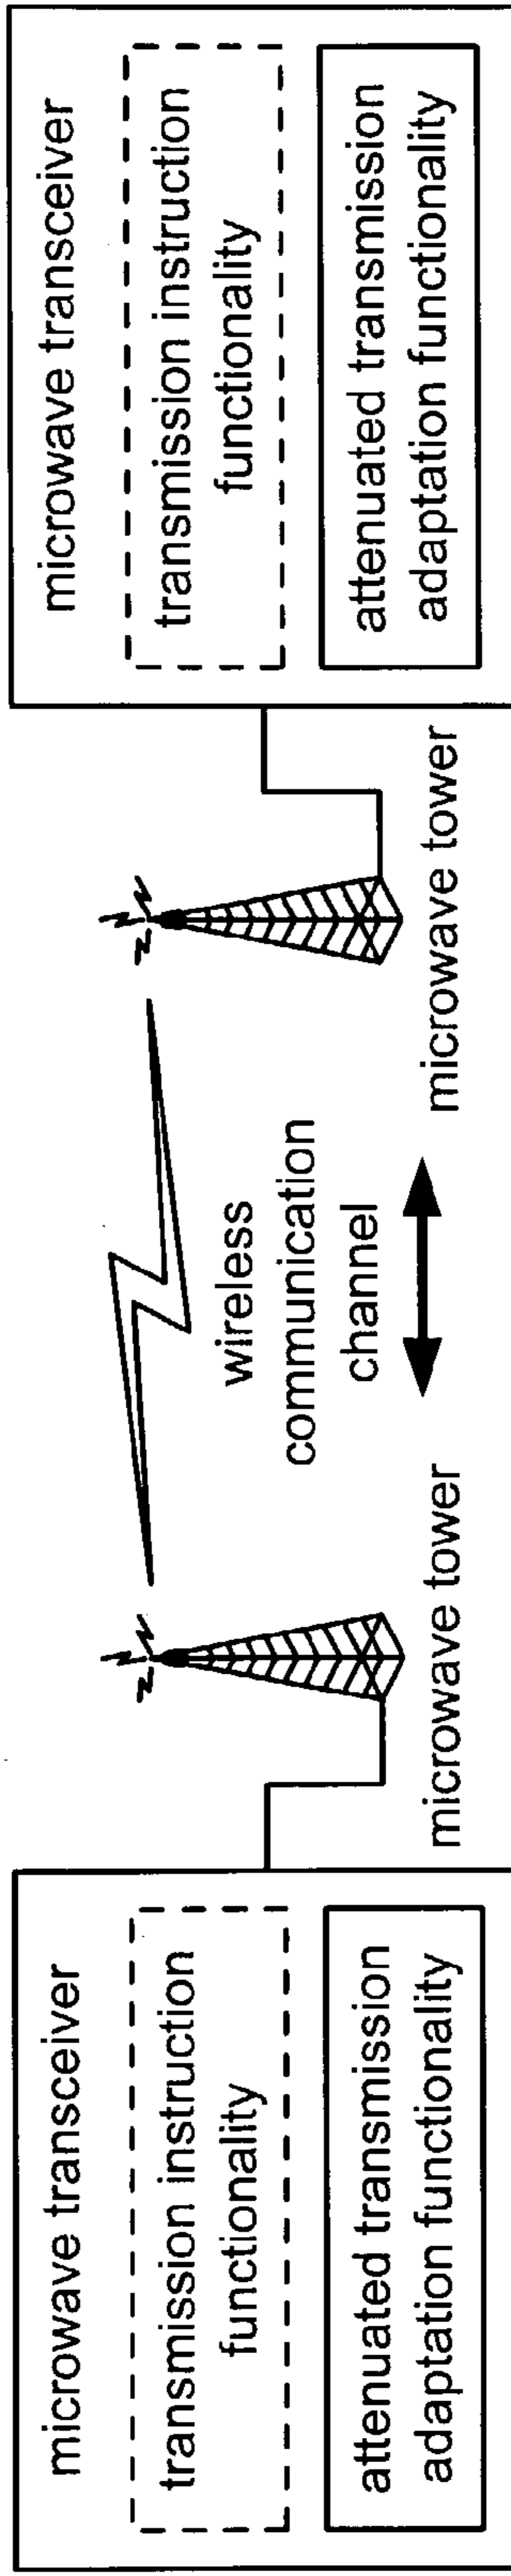 microwave transceiver
transmission instruction
functionality
attenuated transmission
adaptation functionality
microwave tower
wireless
communication
channel
microwave tower
microwave transceiver
transmission instruction
functionality
attenuated transmission
adaptation functionality